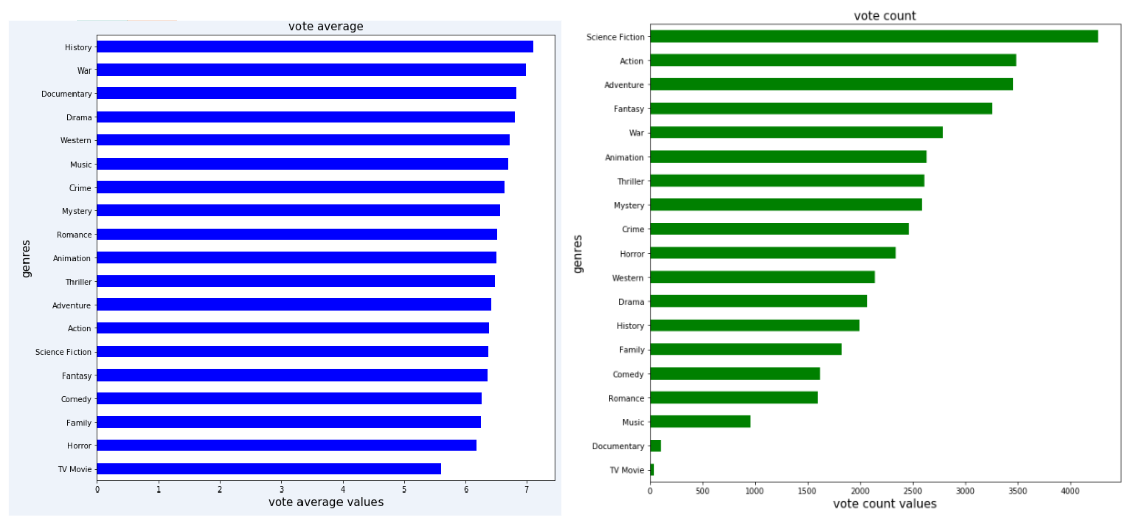 vote average
History
War
Documentary
Drama
Western
Music
Crime
Mystery
Romance
Animation
Thriller
Adventure
Action
Science Fiction
Fantasy
Comedy
Family
Horror
TV Movie
genres
0 1 2 3 4 5 6 7
vote average values
vote count
Science Fiction
Action
Adventure
Fantasy
War
Animation
Thriller
Mystery
Crime
Horror
Western
Drama
History
Family
Comedy
Romance
Music
Documentary
TV Movie
genres
0 500 1000 1500 2000 2500 3000 3500 4000
vote count values